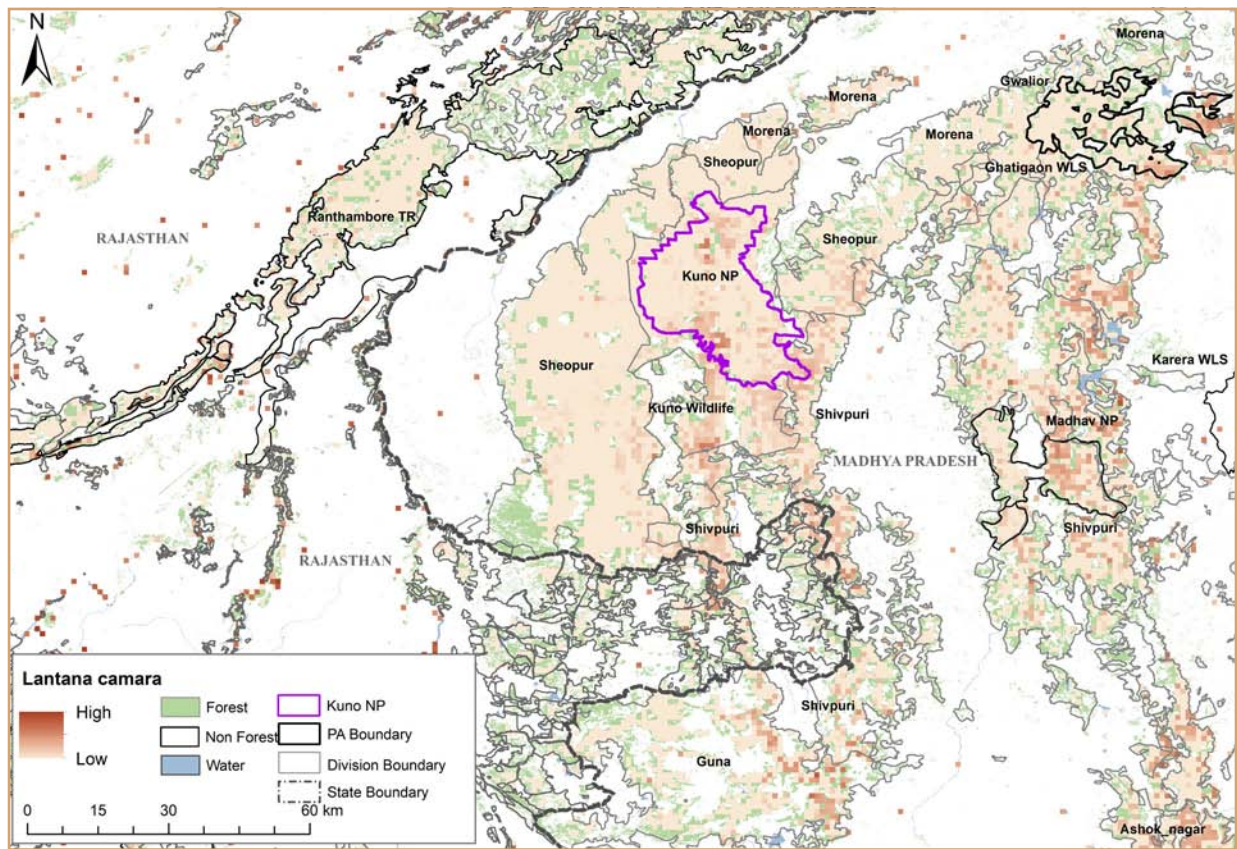 N
Morena
Gwalior
Morena
Morena
Morena
Sheopur
Ghatigaon WLS
Ranthambore TR
RAJASTHAN
Sheopur
Kuno NP
Sheopur
Karera WLS
Kuno Wildlife
Shivpuri
Madhav NP
MADHYA PRADESH
Shivpuri
Shivpuri
RAJASTHAN
Shivpuri
Guna
Ashok_nagar
Lantana camara
High
Low
Forest
Non Forest
Water
Kuno NP
PA Boundary
Division Boundary
State Boundary
0 15 30 60
km